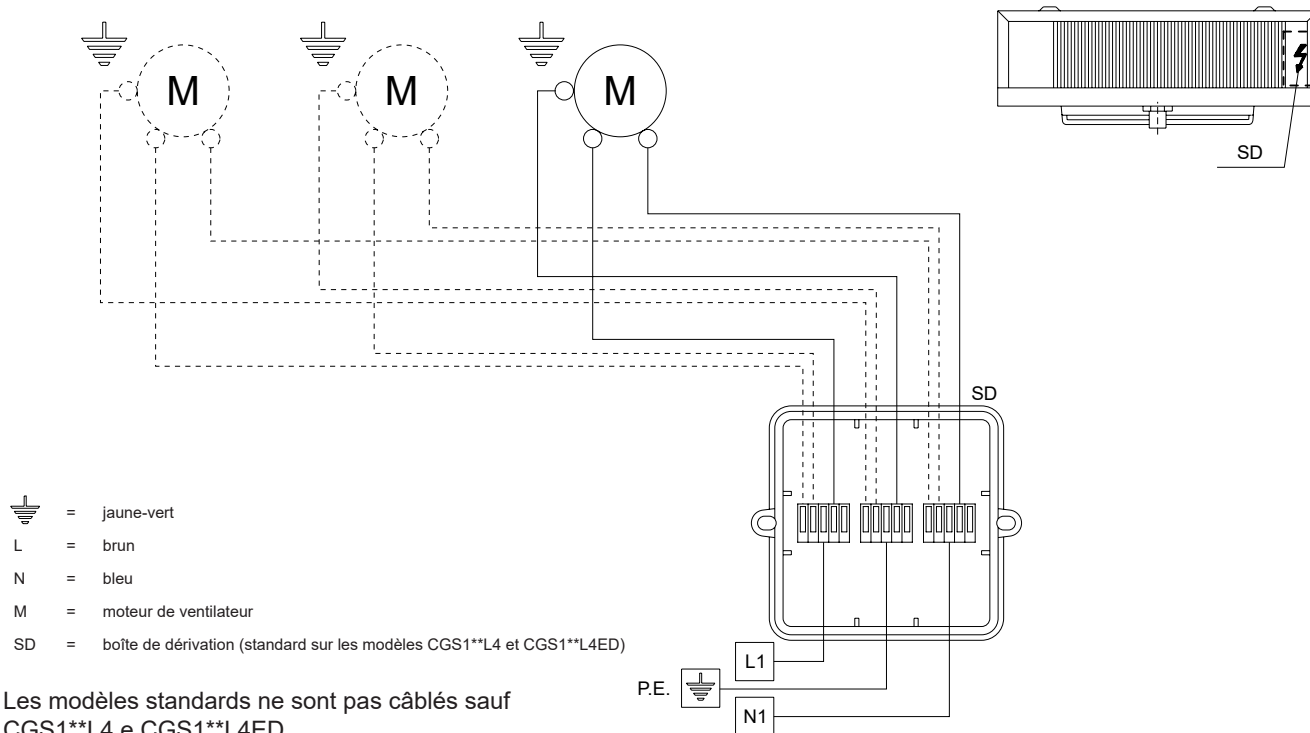 M M M
SD
SD
= jaune-vert
L = brun
N = bleu
M = moteur de ventilateur
SD = boîte de dérivation (standard sur les modèles CGS1**L4 et CGS1**L4ED)
L1
P.E.
N1
Les modèles standards ne sont pas câblés sauf
CGS1**L4 e CGS1**L4ED